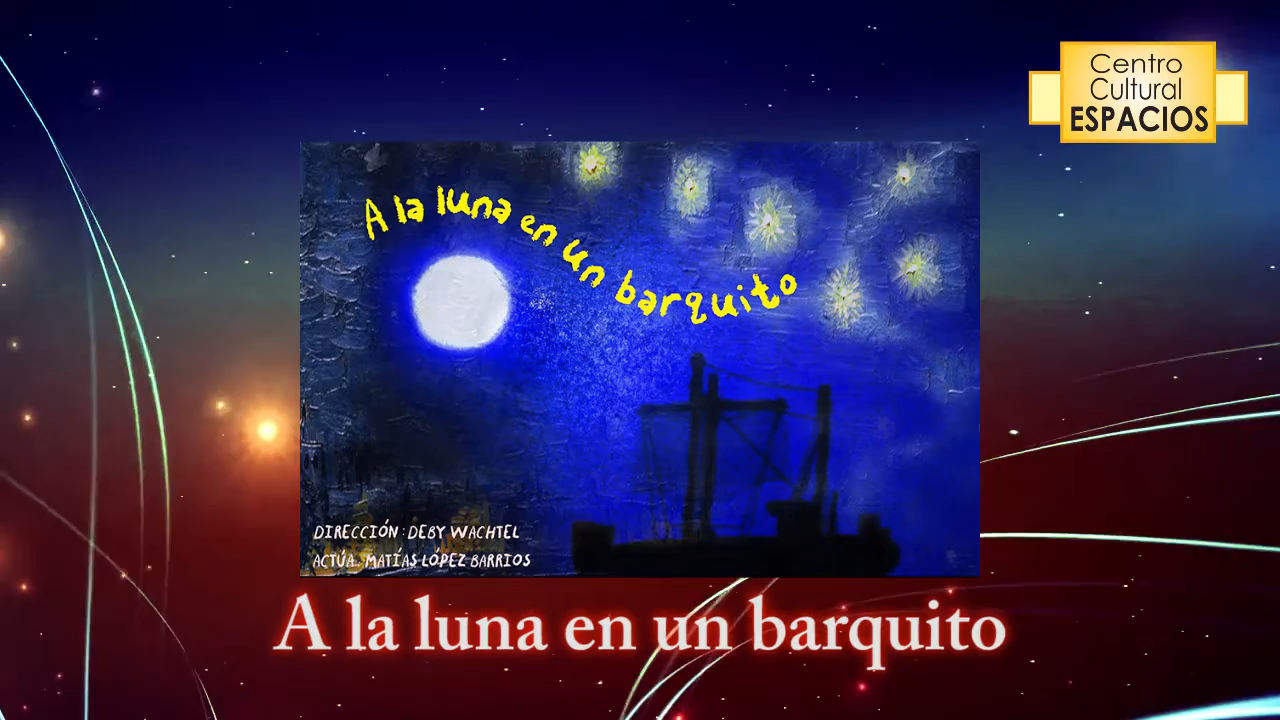 Centro
Cultural
ESPACIOS
A la luna en un barquito
DIRECCIÓN: DEBY WACHTEL
ACTÚA.. MATÍAS LÓPEZ BARRIOS
A la luna en un barquito